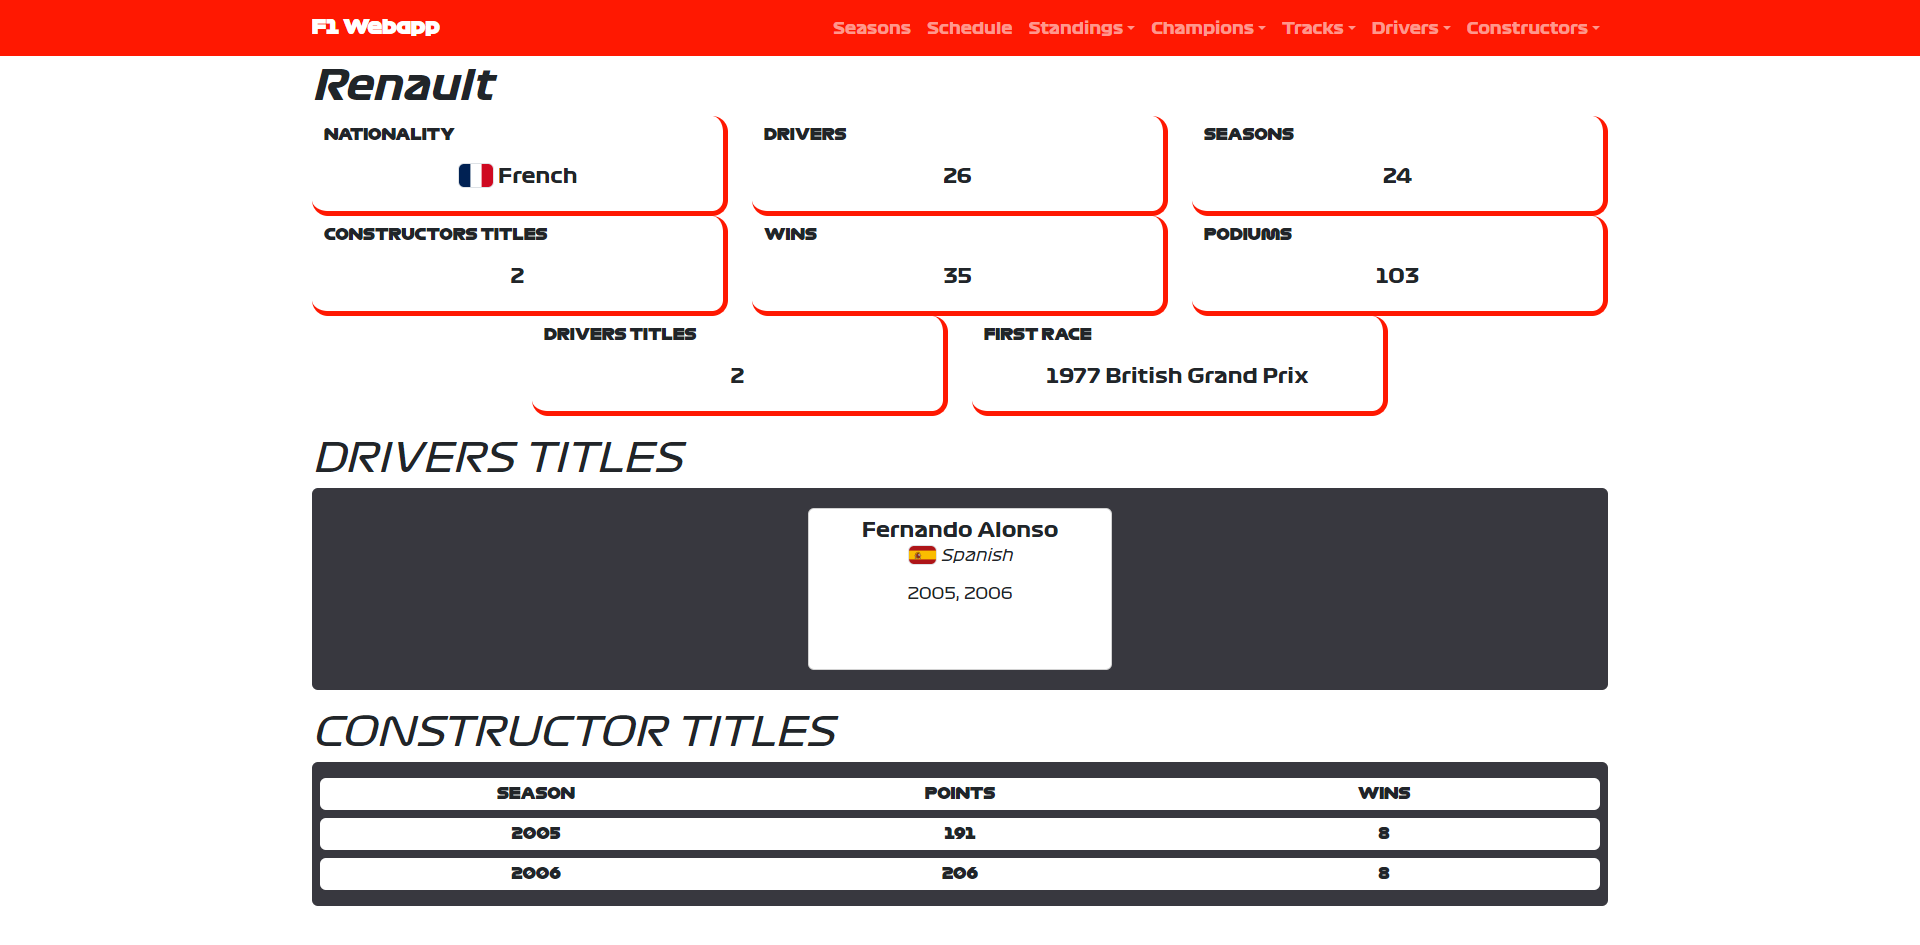 F1 Webapp Seasons Schedule Standings Champions Tracks Drivers Constructors
Renault
NATIONALITY DRIVERS SEASONS
French 26 24
CONSTRUCTORS TITLES WINS PODIUMS
2 35 103
DRIVERS TITLES FIRST RACE
2 1977 British Grand Prix
DRIVERS TITLES
Fernando Alonso
Spanish
2005, 2006
CONSTRUCTOR TITLES
SEASON POINTS WINS
2005 191 8
2006 206 8